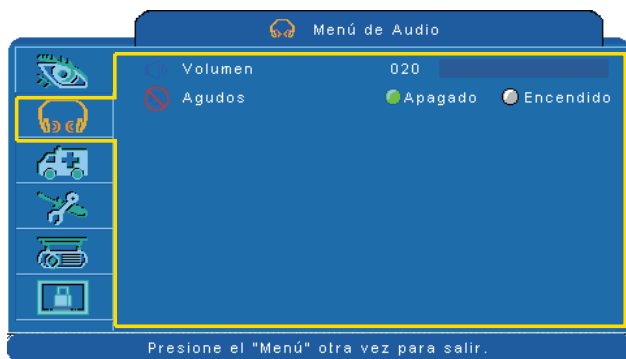 Menú de Audio
Volumen 020
Agudos Apagado Encendido
Presione el "Menú" otra vez para salir.